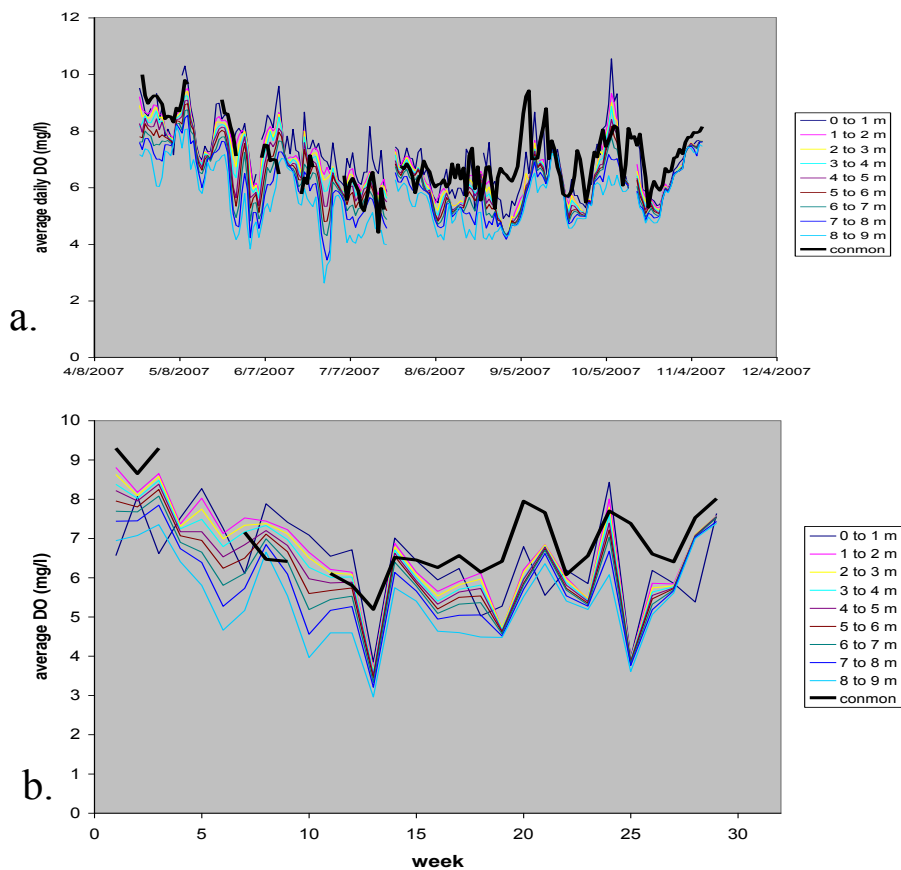 12
10
8
6
4
2
0
average daily DO (mg/l)
4/8/2007 5/8/2007 6/7/2007 7/7/2007 8/6/2007 9/5/2007 10/5/2007 11/4/2007 12/4/2007
0 to 1 m
1 to 2 m
2 to 3 m
3 to 4 m
4 to 5 m
5 to 6 m
6 to 7 m
7 to 8 m
8 to 9 m
conmon
a.
10
9
8
7
6
5
4
3
2
1
0
average DO (mg/l)
0 5 10 15 20 25 30
week
0 to 1 m
1 to 2 m
2 to 3 m
3 to 4 m
4 to 5 m
5 to 6 m
6 to 7 m
7 to 8 m
8 to 9 m
conmon
b.